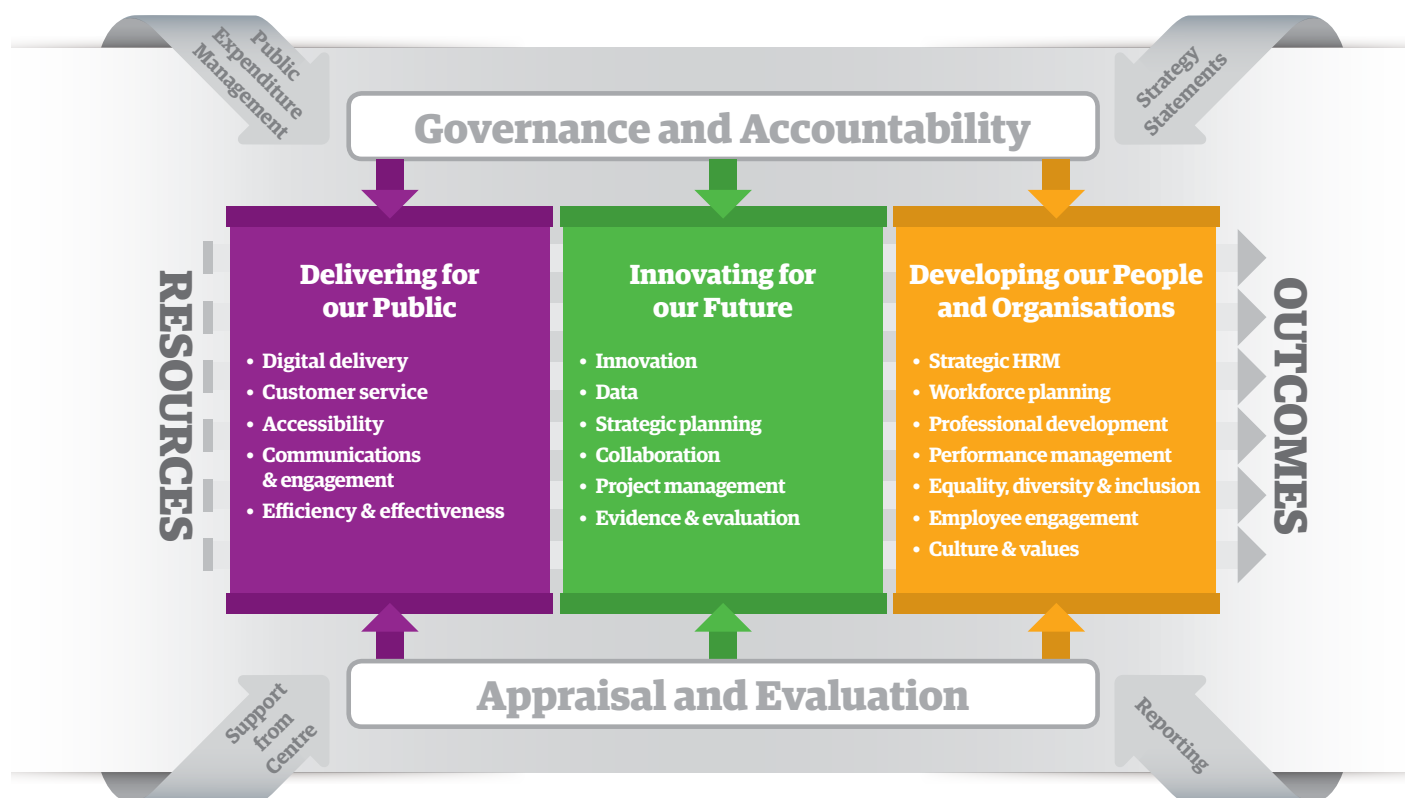 Public
Expenditure
Management
Strategy
Statements
Governance and Accountability
RESOURCES
Delivering for
our Public
• Digital delivery
• Customer service
• Accessibility
• Communications
& engagement
• Efficiency & effectiveness
Innovating for
our Future
• Innovation
• Data
• Strategic planning
• Collaboration
• Project management
• Evidence & evaluation
Developing our People
and Organisations
• Strategic HRM
• Workforce planning
• Professional development
• Performance management
• Equality, diversity & inclusion
• Employee engagement
• Culture & values
OUTCOMES
Appraisal and Evaluation
Support
from
Centre
Reporting